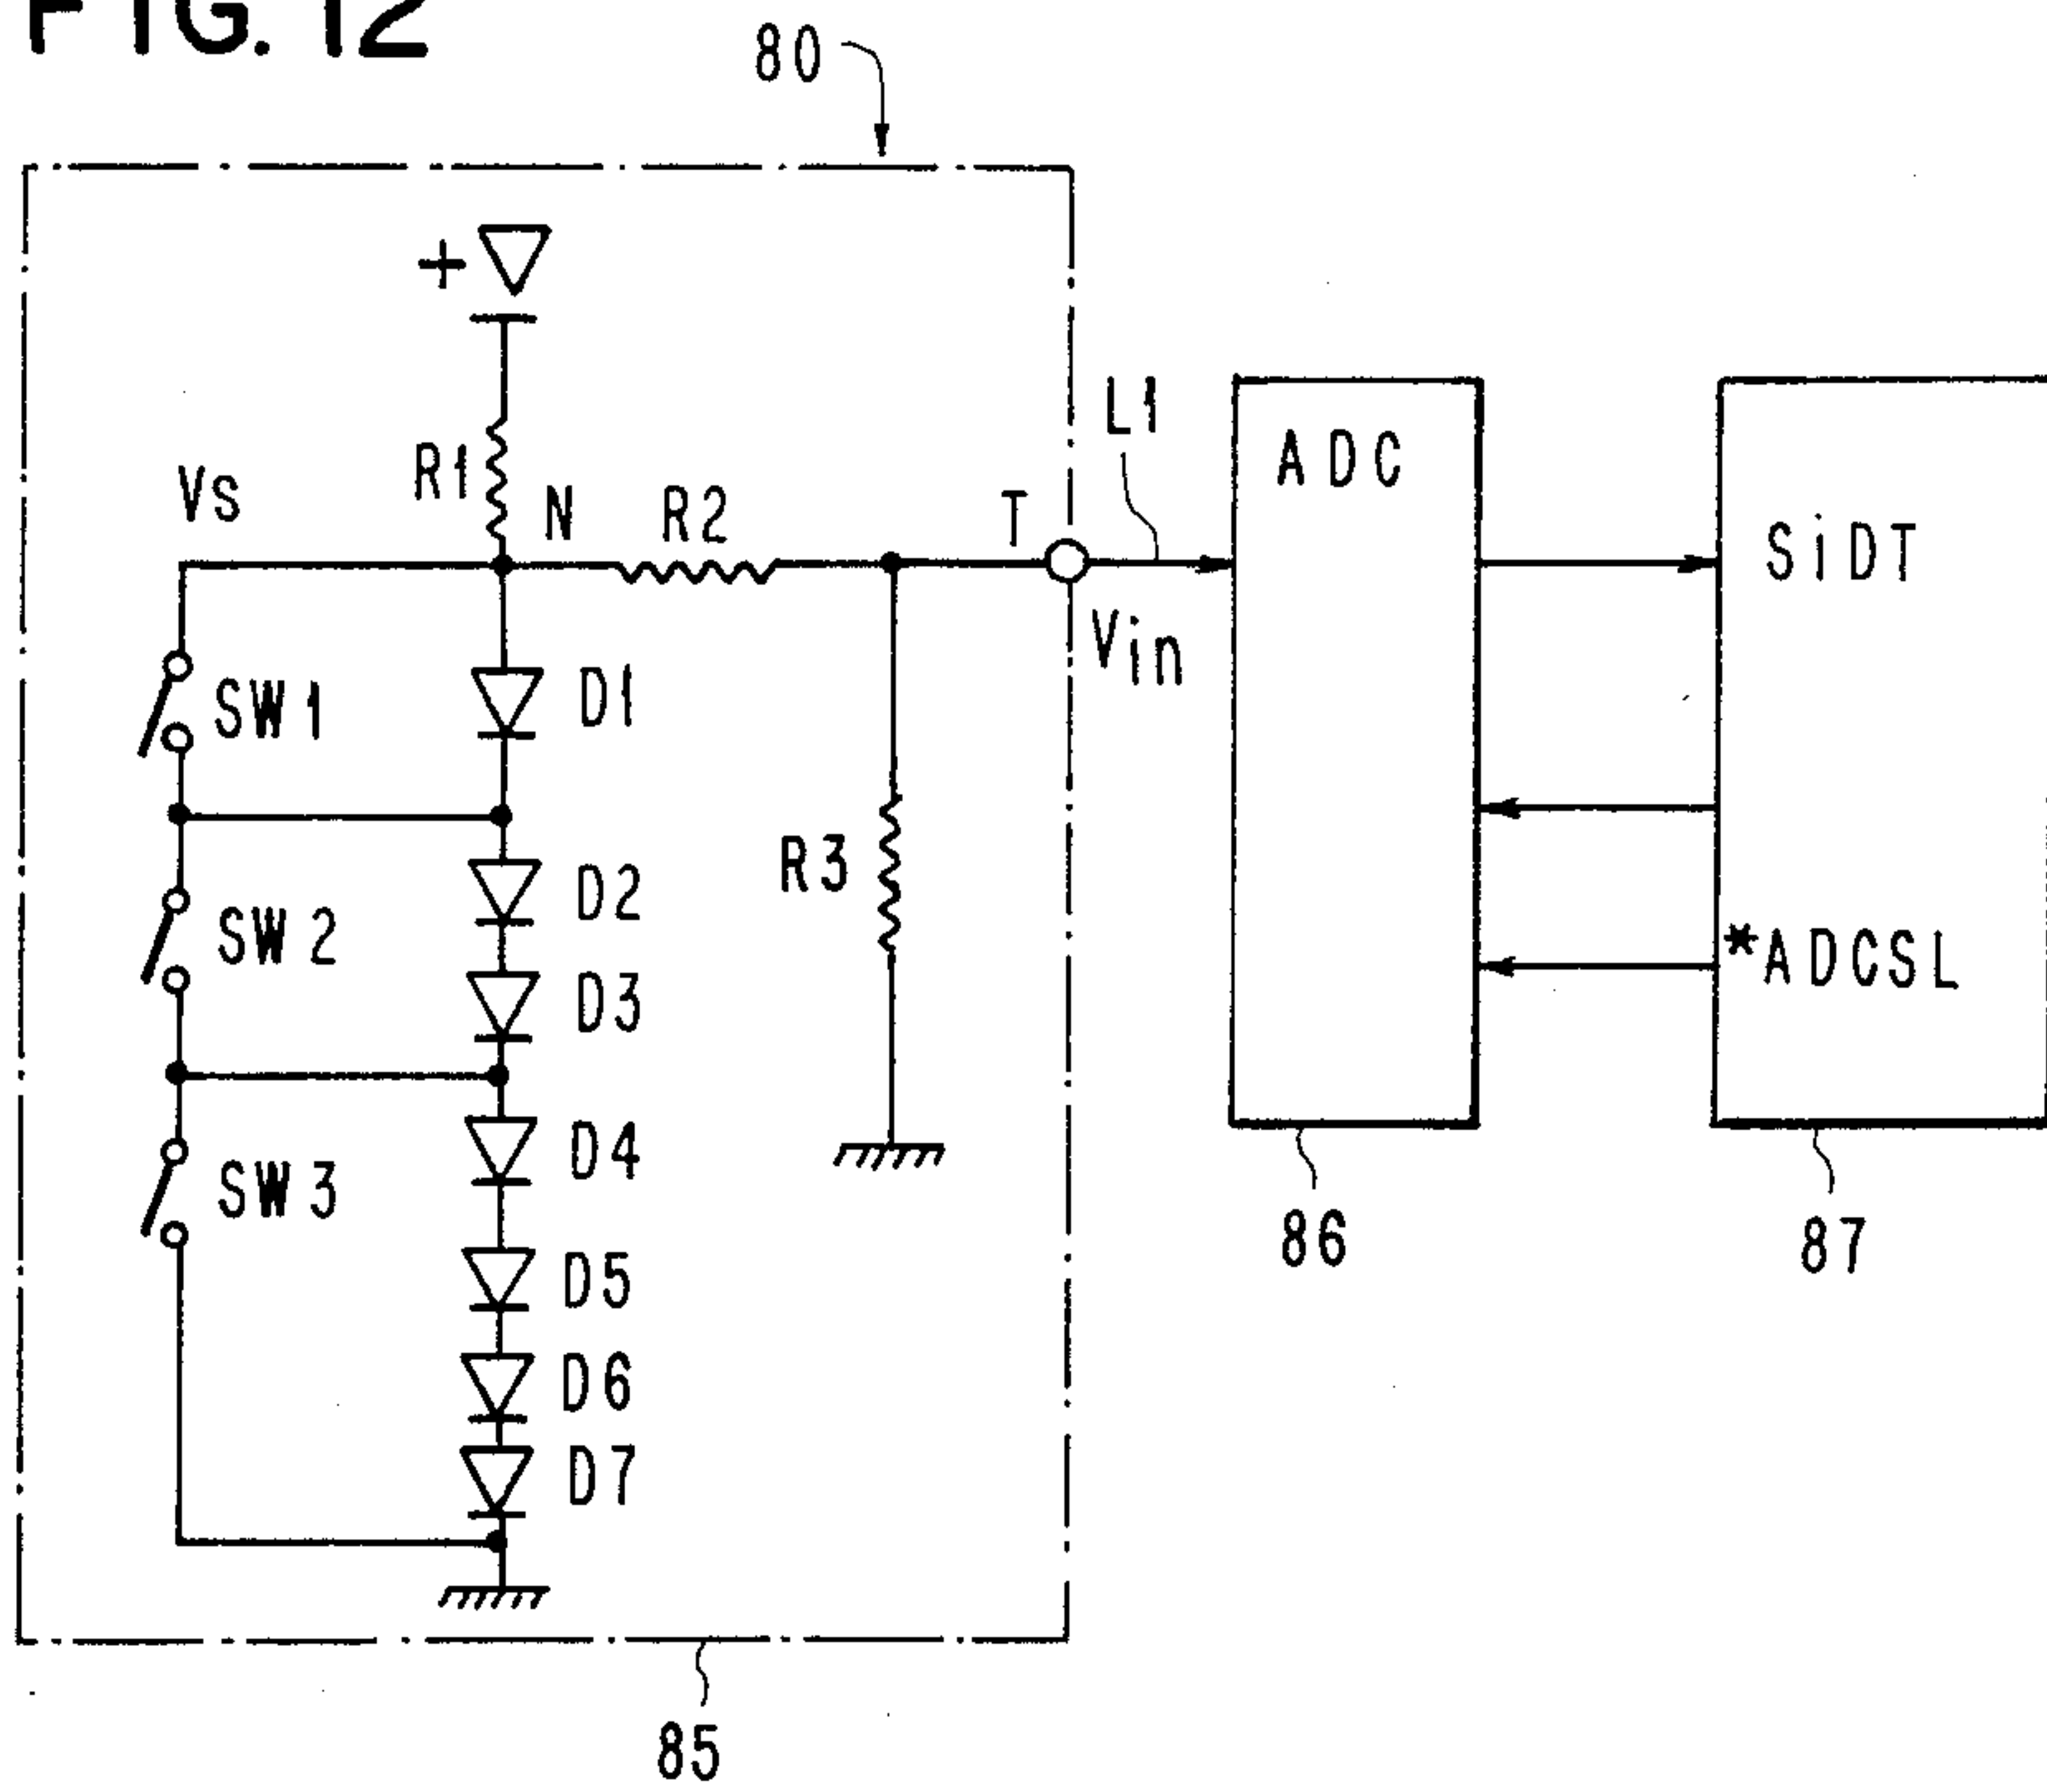 FIG. 12
80
+
R1
Vs
N
R2
T
L1
Vin
ADC
SiDT
SW1
D1
SW2
D2
R3
*ADCSL
D3
SW3
D4
86
87
D5
D6
D7
85